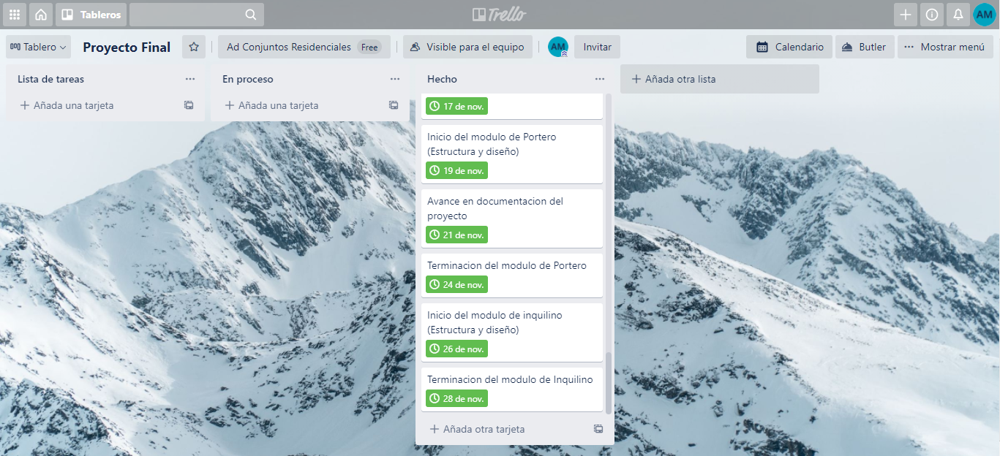 Tableros
Trello
Tablero
Proyecto Final
Ad Conjuntos Residenciales Free
Visible para el equipo
AM
Invitar
Calendario
Butler
Mostrar menú
AM
Lista de tareas
Añada una tarjeta
En proceso
Añada una tarjeta
Hecho
17 de nov.
Inicio del modulo de Portero
(Estructura y diseño)
19 de nov.
Avance en documentacion del
proyecto
21 de nov.
Terminacion del modulo de Portero
24 de nov.
Inicio del modulo de inquilino
(Estructura y diseño)
26 de nov.
Terminacion del modulo de Inquilino
28 de nov.
Añada otra tarjeta
Añada otra lista